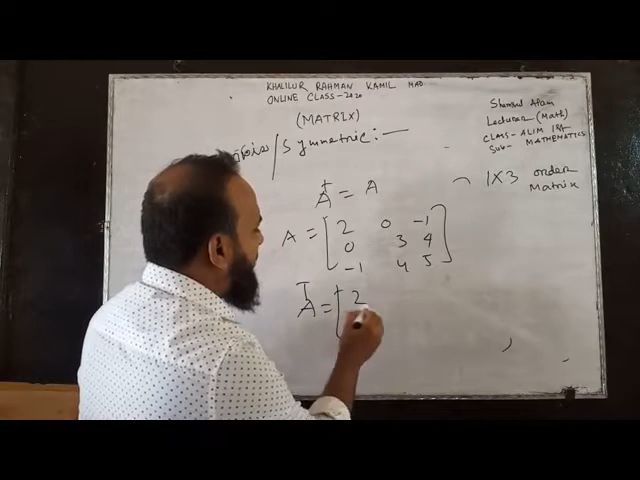 KHALILUR RAHMAN KAMIL MAD.
ONLINE CLASS-2020
(MATRIX)
/Symmetric:—
Aᵀ = A
A = [ 2 0 -1
0 3 4
-1 4 5 ]
Aᵀ = [ 2
Shamsul Alam
Lecturer (Math)
CLASS-ALIM 1st
Sub- MATHEMATICS
1X3 order
Matrix